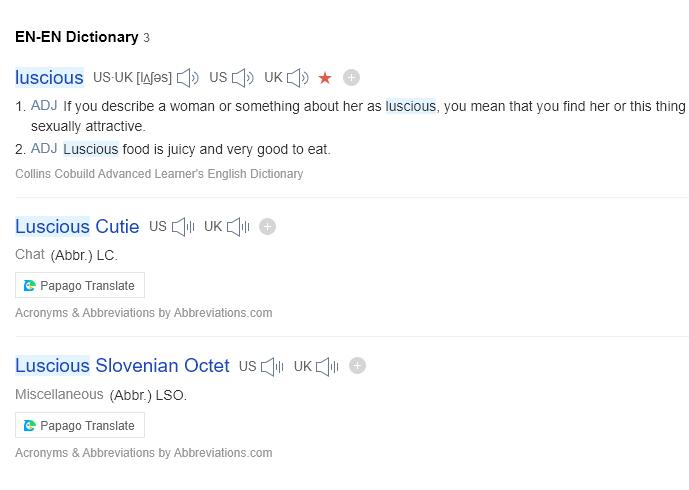 EN-EN Dictionary 3
luscious US·UK [lʌʃəs] US UK
1. ADJ If you describe a woman or something about her as luscious, you mean that you find her or this thing
sexually attractive.
2. ADJ Luscious food is juicy and very good to eat.
Collins Cobuild Advanced Learner's English Dictionary
Luscious Cutie US UK
Chat (Abbr.) LC.
Papago Translate
Acronyms & Abbreviations by Abbreviations.com
Luscious Slovenian Octet US UK
Miscellaneous (Abbr.) LSO.
Papago Translate
Acronyms & Abbreviations by Abbreviations.com